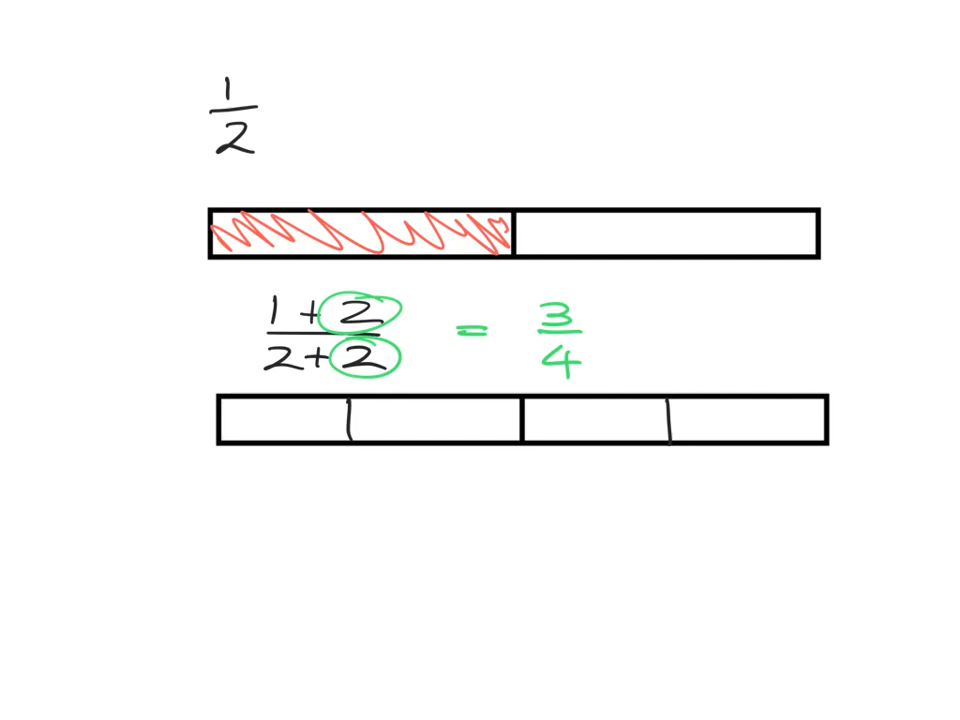 1/2
(1 + 2)/(2 + 2) = 3/4